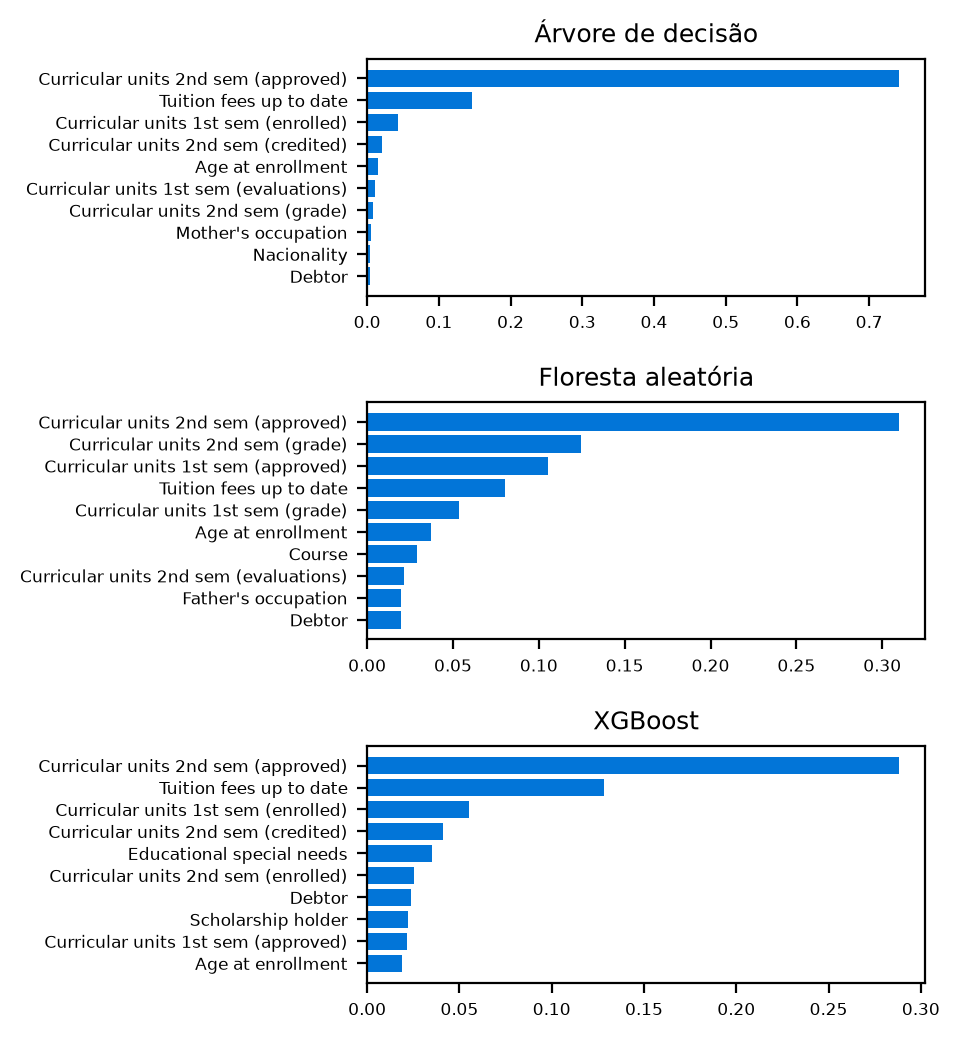 Árvore de decisão
Curricular units 2nd sem (approved)
Tuition fees up to date
Curricular units 1st sem (enrolled)
Curricular units 2nd sem (credited)
Age at enrollment
Curricular units 1st sem (evaluations)
Curricular units 2nd sem (grade)
Mother's occupation
Nacionality
Debtor
0.0 0.1 0.2 0.3 0.4 0.5 0.6 0.7
Floresta aleatória
Curricular units 2nd sem (approved)
Curricular units 2nd sem (grade)
Curricular units 1st sem (approved)
Tuition fees up to date
Curricular units 1st sem (grade)
Age at enrollment
Course
Curricular units 2nd sem (evaluations)
Father's occupation
Debtor
0.00 0.05 0.10 0.15 0.20 0.25 0.30
XGBoost
Curricular units 2nd sem (approved)
Tuition fees up to date
Curricular units 1st sem (enrolled)
Curricular units 2nd sem (credited)
Educational special needs
Curricular units 2nd sem (enrolled)
Debtor
Scholarship holder
Curricular units 1st sem (approved)
Age at enrollment
0.00 0.05 0.10 0.15 0.20 0.25 0.30